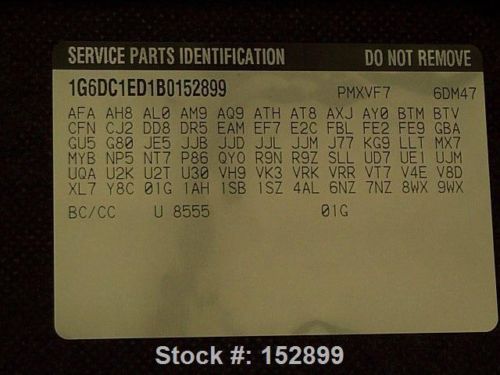 SERVICE PARTS IDENTIFICATION DO NOT REMOVE
1G6DC1ED1B0152899 PMXVF7 6DM47
AFA AH8 AL0 AM9 AQ9 ATH AT8 AXJ AY0 BTM BTV
CFN CJ2 DD8 DR5 EAM EF7 E2C FBL FE2 FE9 GBA
GU5 G80 JE5 JJB JJD JJL JJM J77 KG9 LLT MX7
MYB NP5 NT7 P86 QYO R9N R9Z SLL UD7 UE1 UJM
UQA U2K U2T U30 VH9 VK3 VRK VRR VT7 V4E V8D
XL7 Y8C 01G 1AH 1SB 1SZ 4AL 6NZ 7NZ 8WX 9WX
BC/CC U 8555 01G
Stock #: 152899